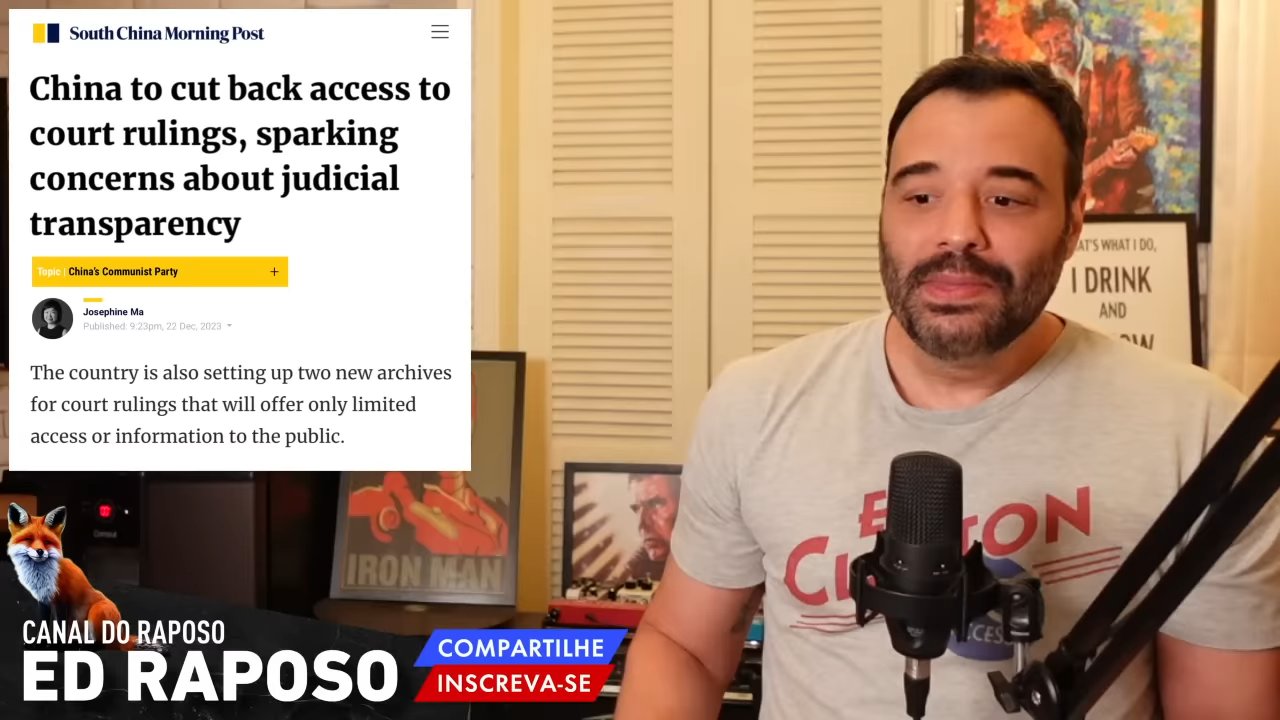 South China Morning Post
China to cut back access to
court rulings, sparking
concerns about judicial
transparency
Topic | China's Communist Party +
Josephine Ma
Published: 9:23pm, 22 Dec, 2023
The country is also setting up two new archives
for court rulings that will offer only limited
access or information to the public.
WHAT I DO,
I DRINK
AND
IRON MAN
CANAL DO RAPOSO
ED RAPOSO
COMPARTILHE
INSCREVA-SE